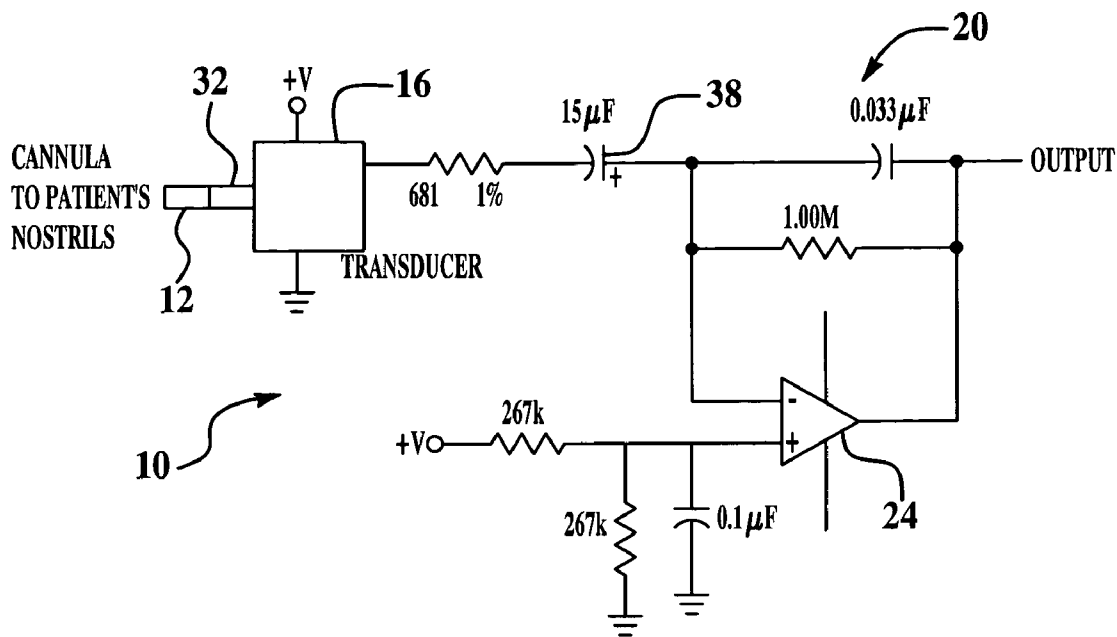 20
32
+V
16
38
15µF
0.033µF
CANNULA
TO PATIENT'S
NOSTRILS
681 1%
+
OUTPUT
1.00M
TRANSDUCER
12
-
+
267k
+V
10
24
267k
0.1µF